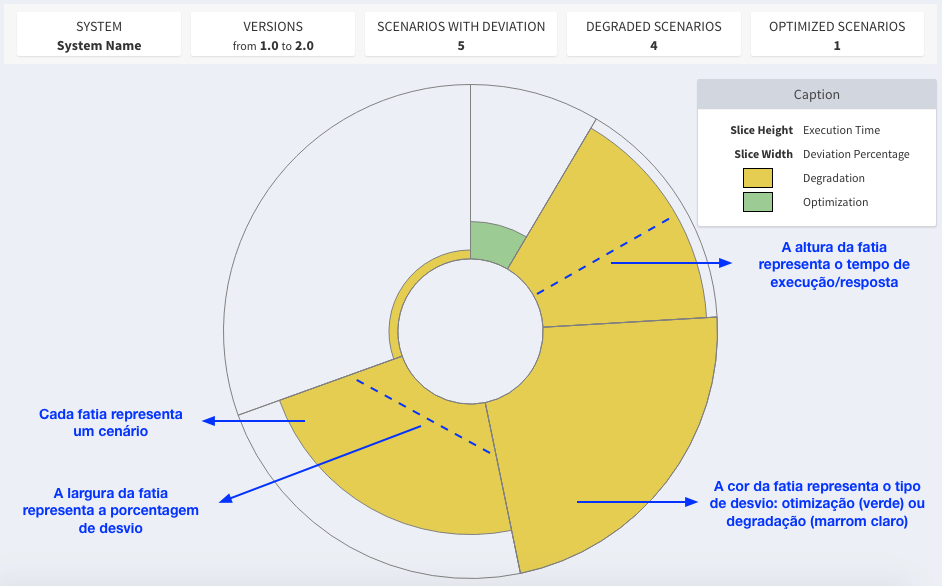 SYSTEM
System Name
VERSIONS
from 1.0 to 2.0
SCENARIOS WITH DEVIATION
5
DEGRADED SCENARIOS
4
OPTIMIZED SCENARIOS
1
Caption
Slice Height Execution Time
Slice Width Deviation Percentage
Degradation
Optimization
A altura da fatia
representa o tempo de
execução/resposta
Cada fatia representa
um cenário
A largura da fatia
representa a porcentagem
de desvio
A cor da fatia representa o tipo
de desvio: otimização (verde) ou
degradação (marrom claro)